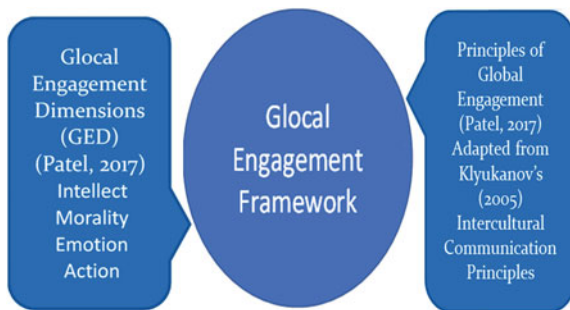 Glocal
Engagement
Dimensions
(GED)
(Patel, 2017)
Intellect
Morality
Emotion
Action
Glocal
Engagement
Framework
Principles of
Global
Engagement
(Patel, 2017)
Adapted from
Klyukanov's
(2005)
Intercultural
Communication
Principles